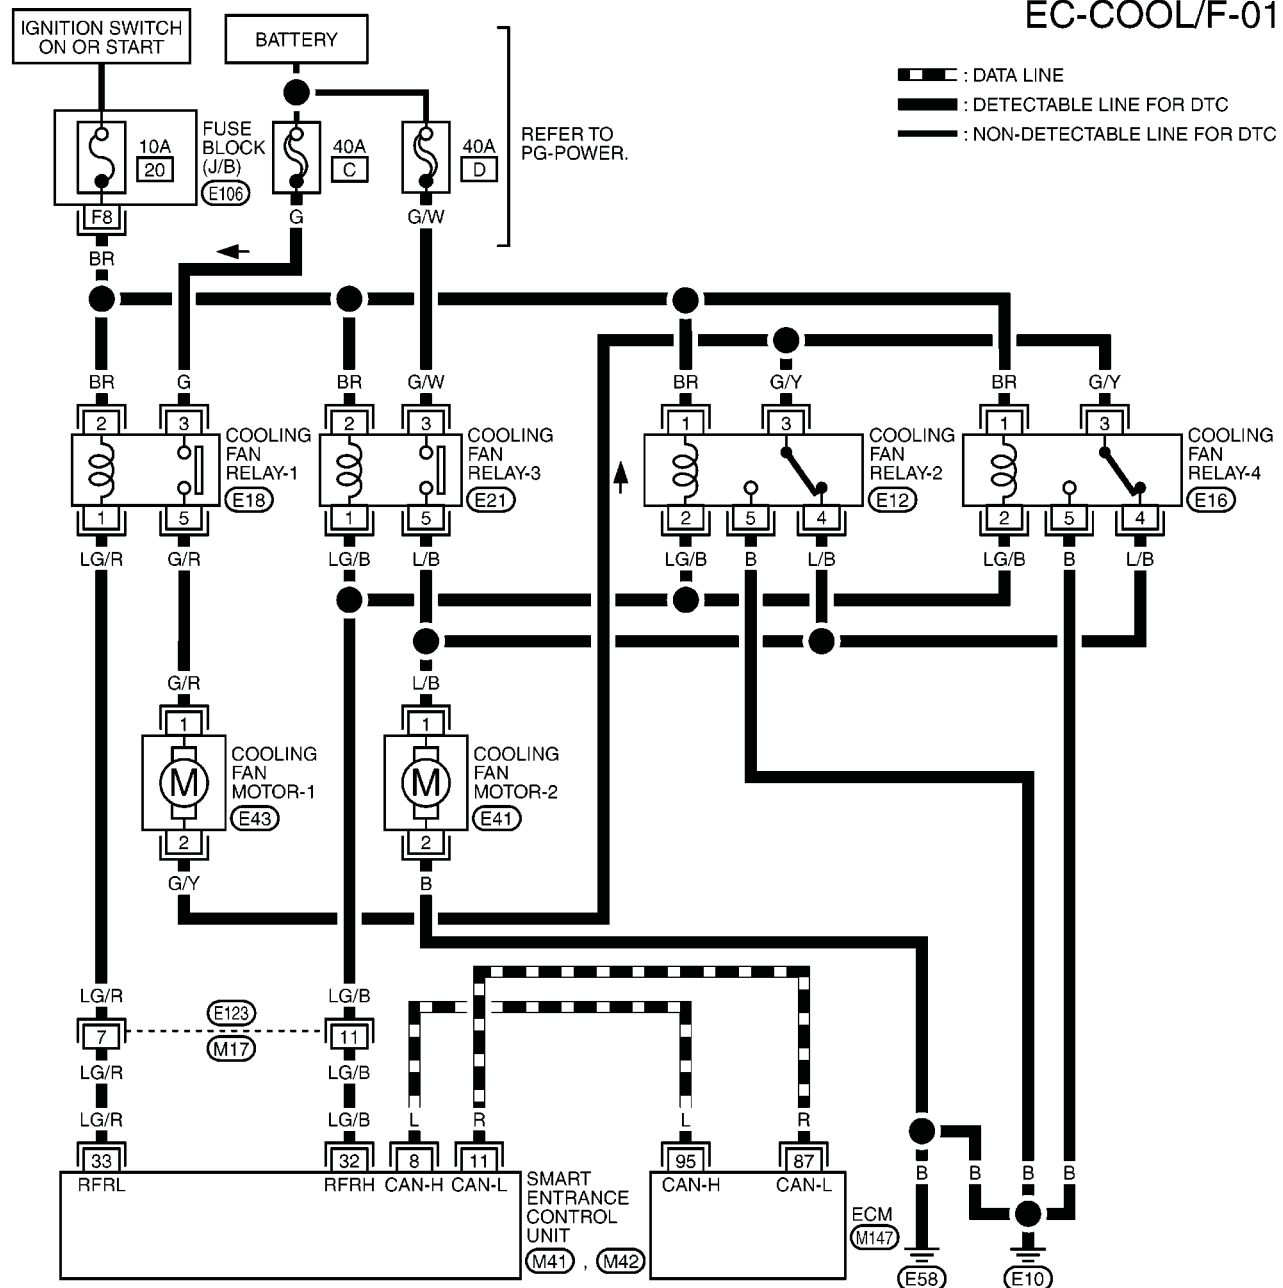 EC-COOL/F-01
IGNITION SWITCH
ON OR START
BATTERY
: DATA LINE
: DETECTABLE LINE FOR DTC
: NON-DETECTABLE LINE FOR DTC
10A
20
FUSE
BLOCK
(J/B)
E106
40A
C
40A
D
REFER TO
PG-POWER.
F8
G
G/W
BR
BR
G
BR
G/W
BR
G/Y
BR
G/Y
2
3
2
3
1
3
1
3
COOLING
FAN
RELAY-1
E18
COOLING
FAN
RELAY-3
E21
COOLING
FAN
RELAY-2
E12
COOLING
FAN
RELAY-4
E16
1
5
1
5
2
5
4
2
5
4
LG/R
G/R
LG/B
L/B
LG/B
B
L/B
LG/B
B
L/B
G/R
L/B
1
1
M
COOLING
FAN
MOTOR-1
E43
M
COOLING
FAN
MOTOR-2
E41
2
2
G/Y
B
LG/R
LG/B
E123
7
11
M17
LG/R
LG/B
LG/R
LG/B
L
R
L
R
33
32
8
11
95
87
RFRL
RFRH
CAN-H
CAN-L
CAN-H
CAN-L
SMART
ENTRANCE
CONTROL
UNIT
M41 , M42
ECM
M147
B
B
B
B
E58
E10